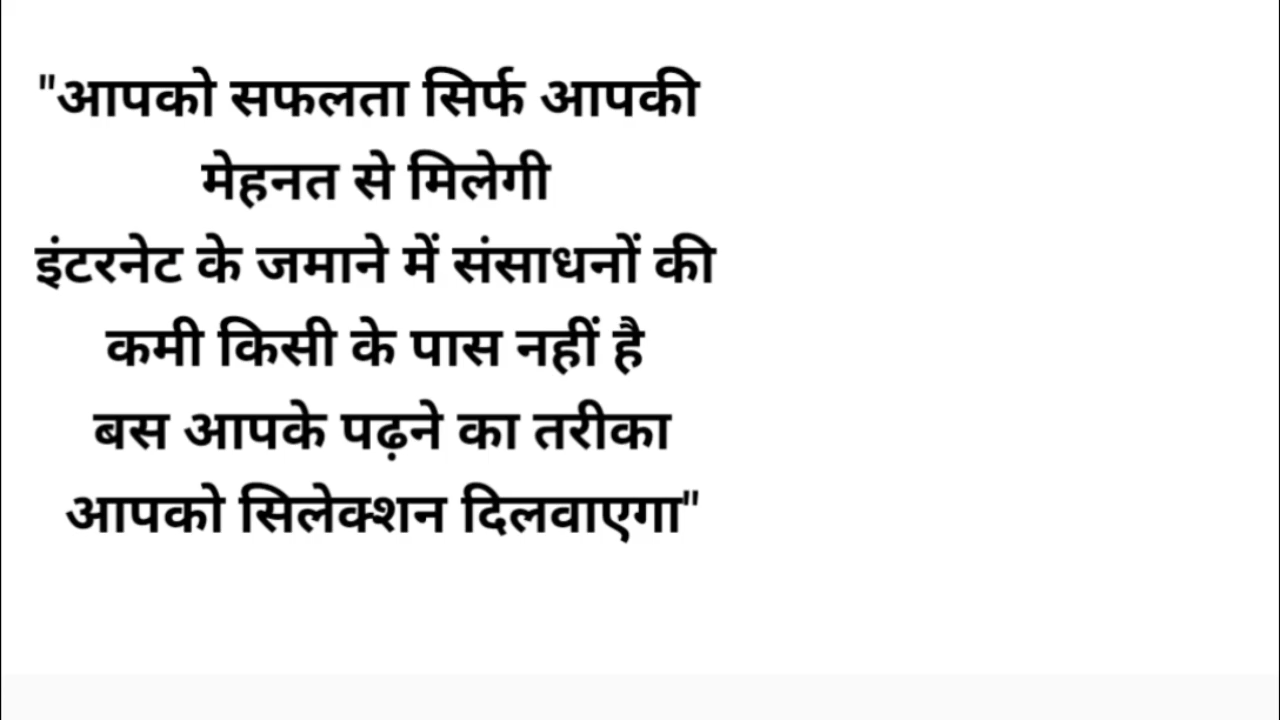 "आपको सफलता सिर्फ आपकी
मेहनत से मिलेगी
इंटरनेट के जमाने में संसाधनों की
कमी किसी के पास नहीं है
बस आपके पढ़ने का तरीका
आपको सिलेक्शन दिलवाएगा"